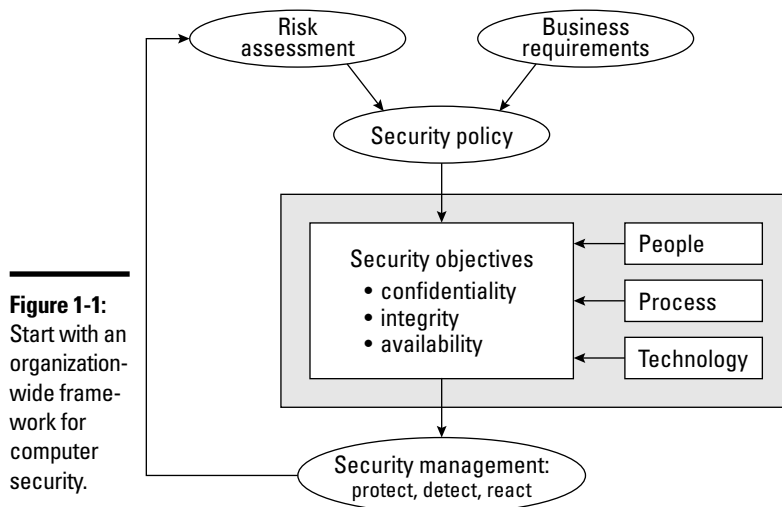 Risk
assessment
Business
requirements
Security policy
Security objectives
• confidentiality
• integrity
• availability
People
Process
Technology
Security management:
protect, detect, react
Figure 1-1:
Start with an
organization-
wide frame-
work for
computer
security.